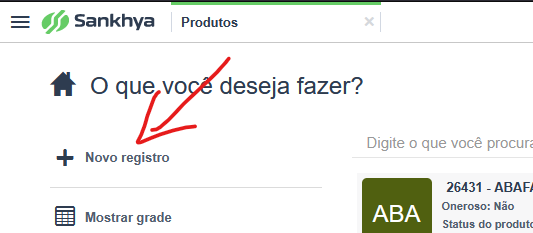 Sankhya
Produtos
O que você deseja fazer?
Novo registro
Digite o que você procura
26431 - ABAFA
ABA
Oneroso: Não
Mostrar grade
Status do produto